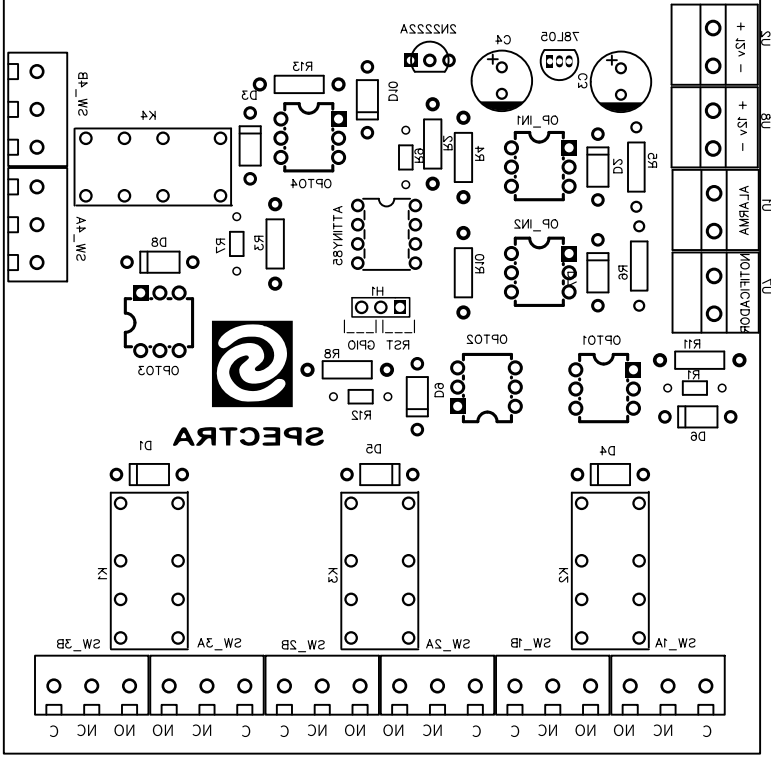 2N2222A
C4
78L05
C3
+ 12v −
U2
SW_4B
R13
D10
D3
K4
OPTO4
R9
R2
R4
OP_IN1
D2
R5
+ 12v −
U8
SW_4A
ATTINY85
ALARMA
U1
D8
R7
R3
R10
OP_IN2
R6
NOTIFICADOR
U7
H1
GPIO
RST
OPTO3
R8
R12
D9
OPTO2
OPTO1
R11
R1
D6
SPECTRA
D1
D5
D4
K1
K3
K2
SW_3B
SW_3A
SW_2B
SW_2A
SW_1B
SW_1A
C NC NO NO NC C C NC NO NO NC C C NC NO NO NC C